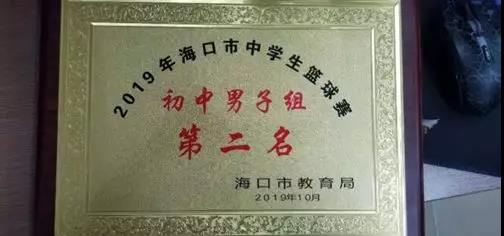 2019年海口市中学生篮球赛
初中男子组
第二名
海口市教育局
2019年10月